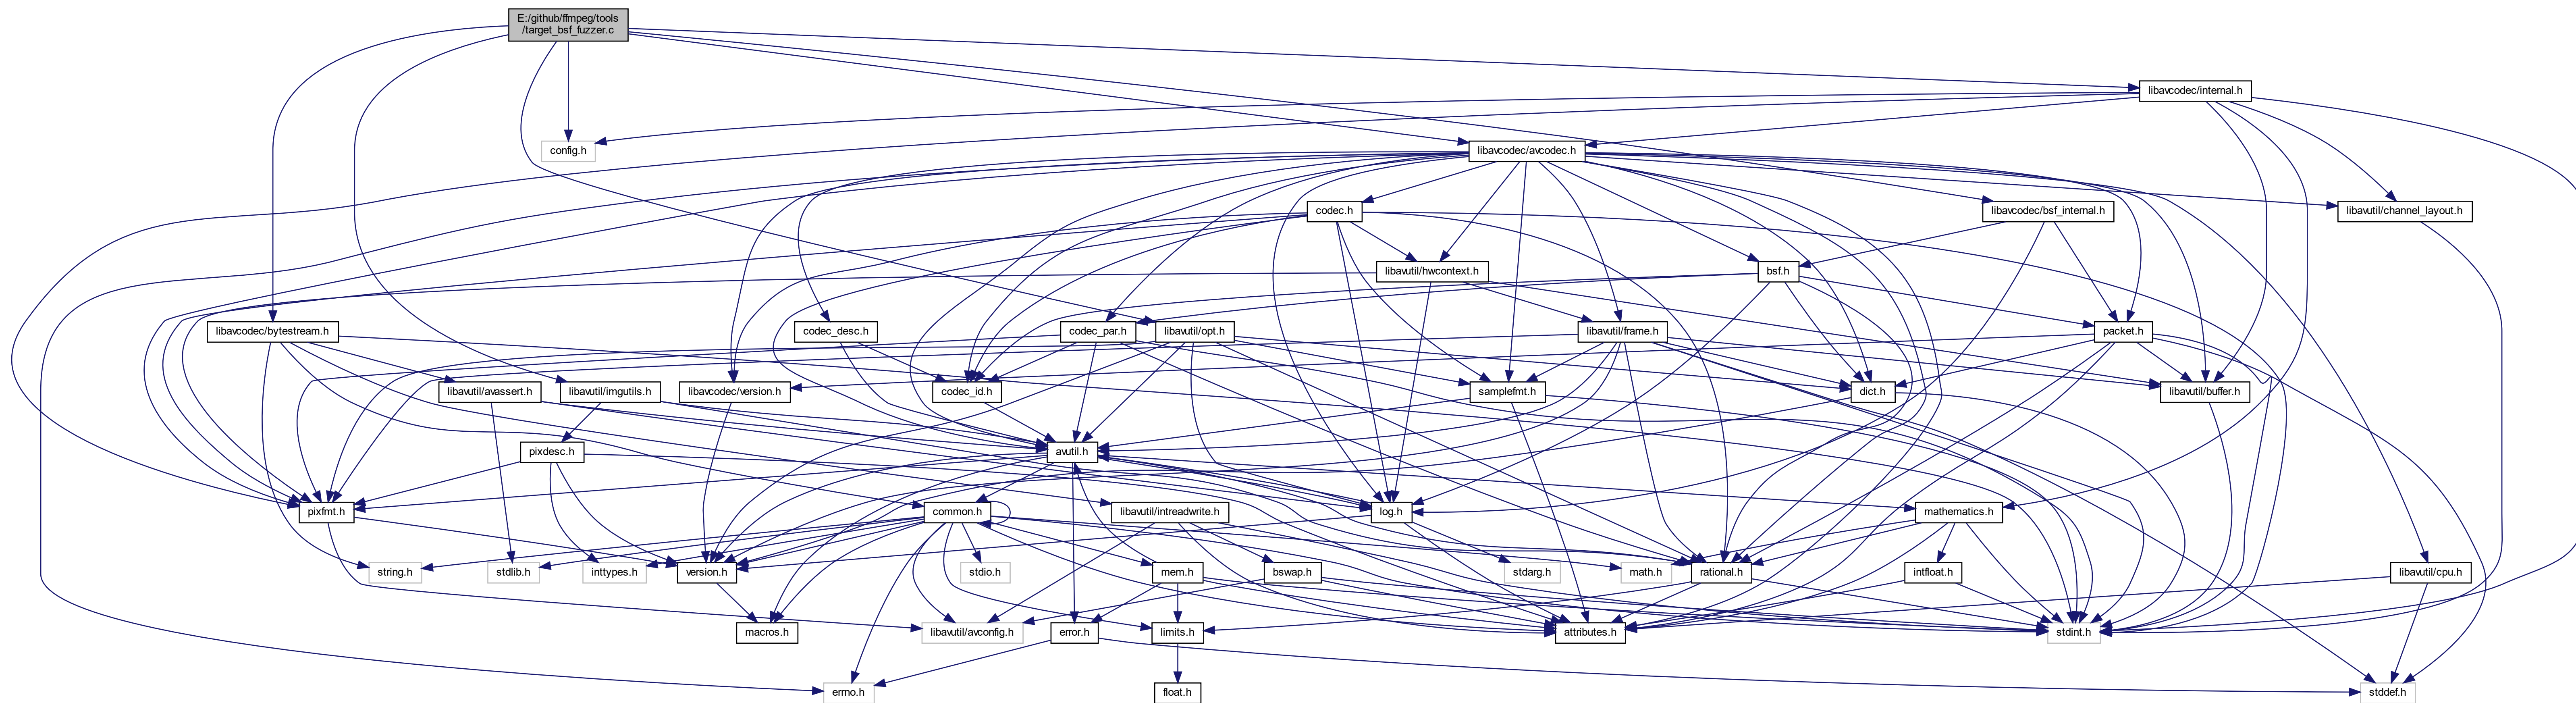 E:/github/ffmpeg/tools
/target_bsf_fuzzer.c
libavcodec/internal.h
config.h
libavcodec/avcodec.h
codec.h
libavcodec/bsf_internal.h
libavutil/channel_layout.h
libavutil/hwcontext.h
bsf.h
libavcodec/bytestream.h
codec_desc.h
codec_par.h
libavutil/opt.h
libavutil/frame.h
packet.h
libavutil/avassert.h
libavutil/imgutils.h
libavcodec/version.h
codec_id.h
samplefmt.h
dict.h
libavutil/buffer.h
pixdesc.h
avutil.h
pixfmt.h
common.h
libavutil/intreadwrite.h
log.h
mathematics.h
string.h
stdlib.h
inttypes.h
version.h
stdio.h
mem.h
bswap.h
stdarg.h
math.h
rational.h
intfloat.h
libavutil/cpu.h
macros.h
libavutil/avconfig.h
error.h
limits.h
attributes.h
stdint.h
errno.h
float.h
stddef.h